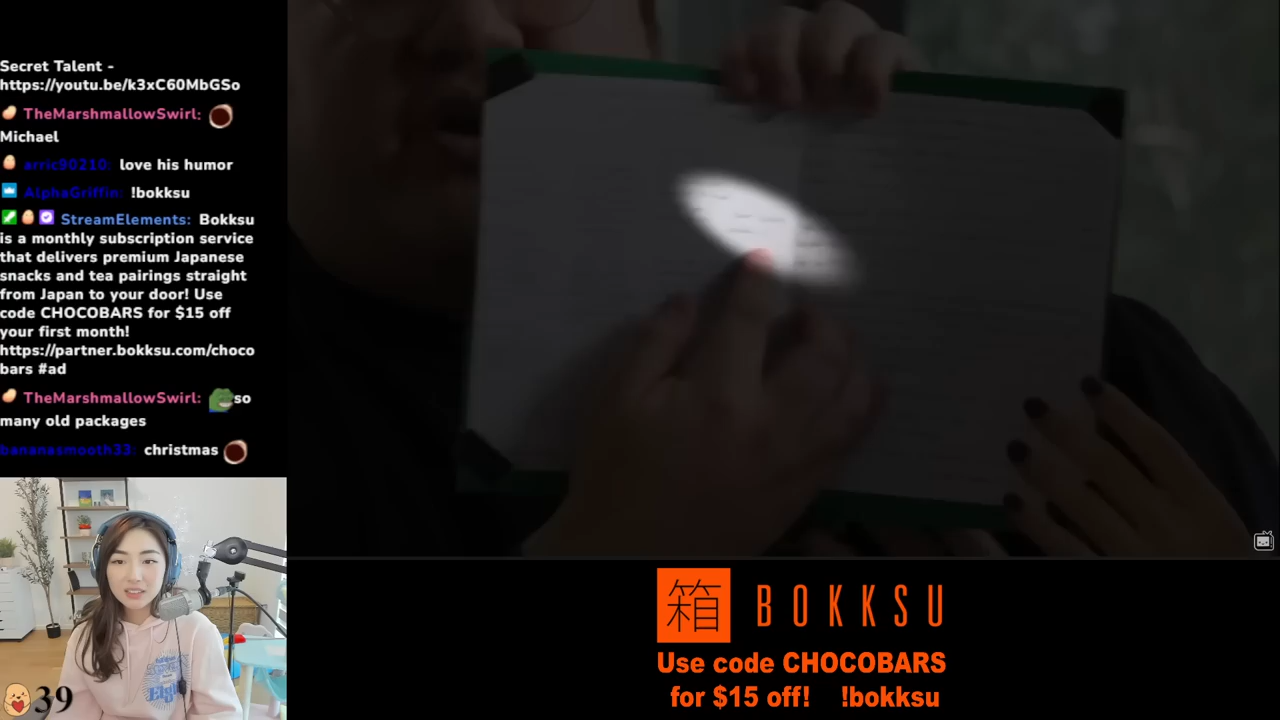 Secret Talent -
https://youtu.be/k3xC60MbGSo
TheMarshmallowSwirl:
Michael
arric90210: love his humor
AlphaGriffin: !bokksu
StreamElements: Bokksu
is a monthly subscription service
that delivers premium Japanese
snacks and tea pairings straight
from Japan to your door! Use
code CHOCOBARS for $15 off
your first month!
https://partner.bokksu.com/choco
bars #ad
TheMarshmallowSwirl: so
many old packages
bananasmooth33: christmas
39
箱 BOKKSU
Use code CHOCOBARS
for $15 off! !bokksu